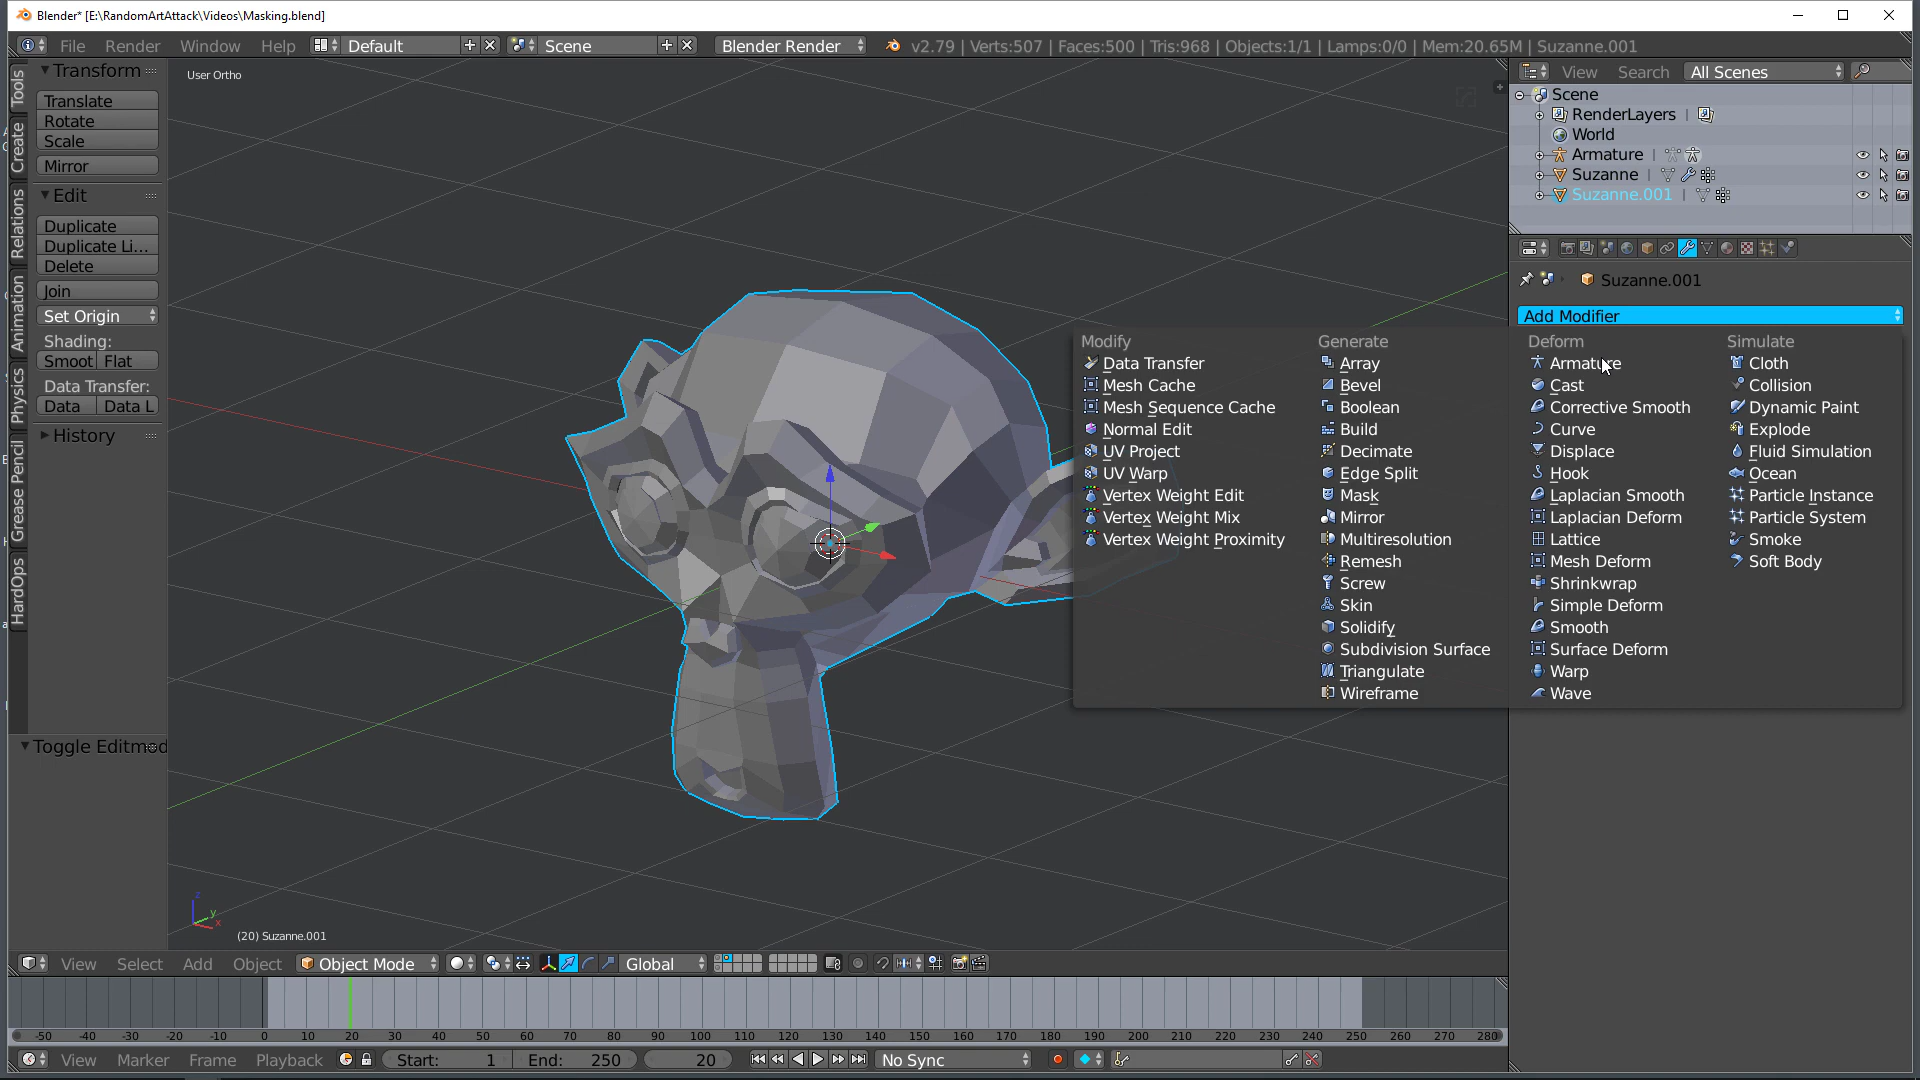 Blender* [E:\RandomArtAttack\Videos\Masking.blend]
File Render Window Help Default Scene Blender Render v2.79 | Verts:507 | Faces:500 | Tris:968 | Objects:1/1 | Lamps:0/0 | Mem:20.65M | Suzanne.001
Tools
Create
Relations
Animation
Physics
Grease Pencil
HardOps
Transform
Translate
Rotate
Scale
Mirror
Edit
Duplicate
Duplicate Li...
Delete
Join
Set Origin
Shading:
Smoot Flat
Data Transfer:
Data Data L
History
Toggle Editmod
User Ortho
z
y
x
(20) Suzanne.001
View Search All Scenes
Scene
RenderLayers
World
Armature
Suzanne
Suzanne.001
Suzanne.001
Add Modifier
Modify
Data Transfer
Mesh Cache
Mesh Sequence Cache
Normal Edit
UV Project
UV Warp
Vertex Weight Edit
Vertex Weight Mix
Vertex Weight Proximity
Generate
Array
Bevel
Boolean
Build
Decimate
Edge Split
Mask
Mirror
Multiresolution
Remesh
Screw
Skin
Solidify
Subdivision Surface
Triangulate
Wireframe
Deform
Armature
Cast
Corrective Smooth
Curve
Displace
Hook
Laplacian Smooth
Laplacian Deform
Lattice
Mesh Deform
Shrinkwrap
Simple Deform
Smooth
Surface Deform
Warp
Wave
Simulate
Cloth
Collision
Dynamic Paint
Explode
Fluid Simulation
Ocean
Particle Instance
Particle System
Smoke
Soft Body
View Select Add Object Object Mode Global
-50 -40 -30 -20 -10 0 10 20 30 40 50 60 70 80 90 100 110 120 130 140 150 160 170 180 190 200 210 220 230 240 250 260 270 280
View Marker Frame Playback Start: 1 End: 250 20 No Sync